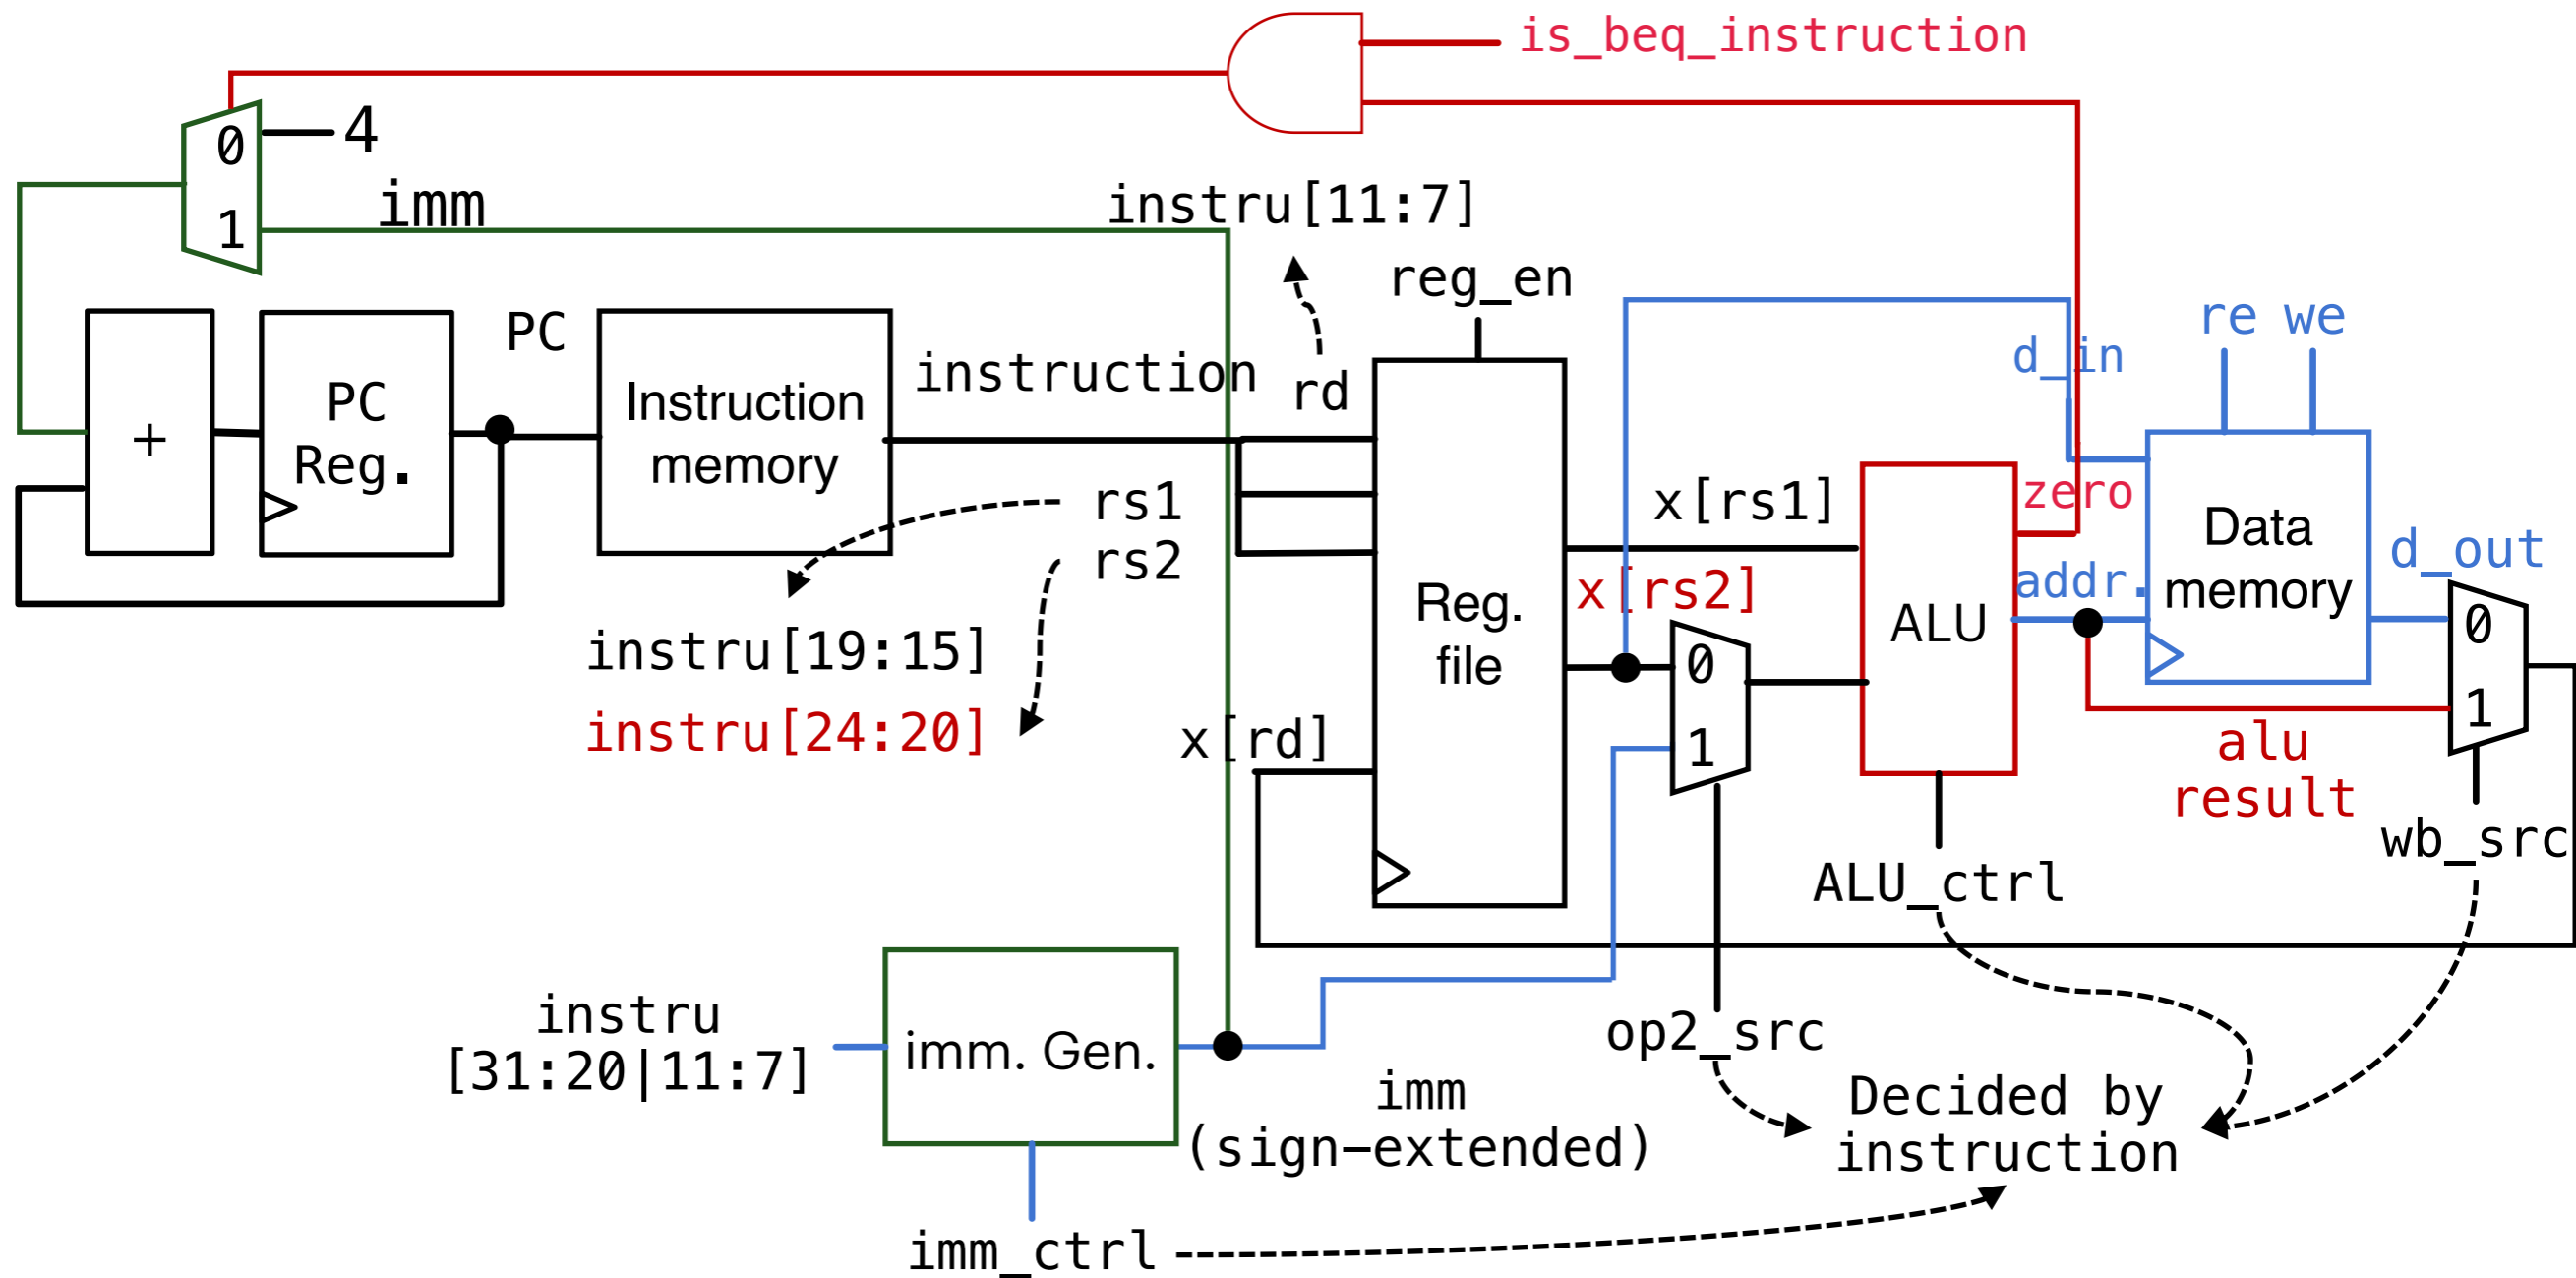 is_beq_instruction
0
4
1
imm
instru[11:7]
reg_en
re we
PC
d_in
instruction
rd
PC
Reg.
+
Instruction
memory
rs1
rs2
x[rs1]
zero
Data
memory
d_out
x[rs2]
addr.
Reg.
file
ALU
0
1
0
1
instru[19:15]
instru[24:20]
x[rd]
alu
result
wb_src
ALU_ctrl
instru
[31:20|11:7]
imm. Gen.
op2_src
imm
(sign-extended)
Decided by
instruction
imm_ctrl